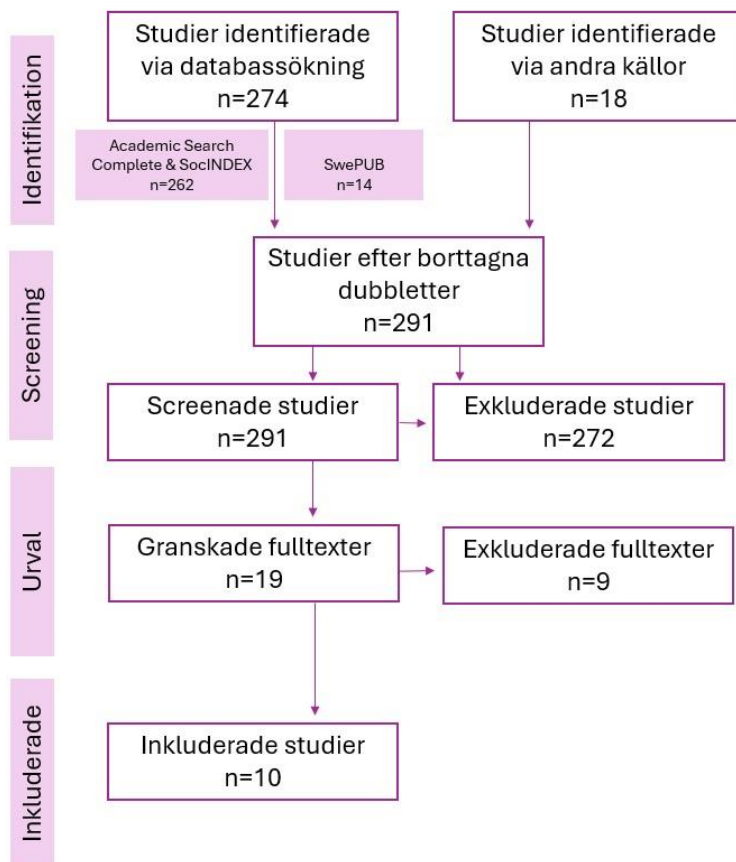 Identifikation
Studier identifierade
via databassökning
n=274
Studier identifierade
via andra källor
n=18
Academic Search
Complete & SocINDEX
n=262
SwePUB
n=14
Screening
Studier efter borttagna
dubbletter
n=291
Screenade studier
n=291
Exkluderade studier
n=272
Urval
Granskade fulltexter
n=19
Exkluderade fulltexter
n=9
Inkluderade
Inkluderade studier
n=10